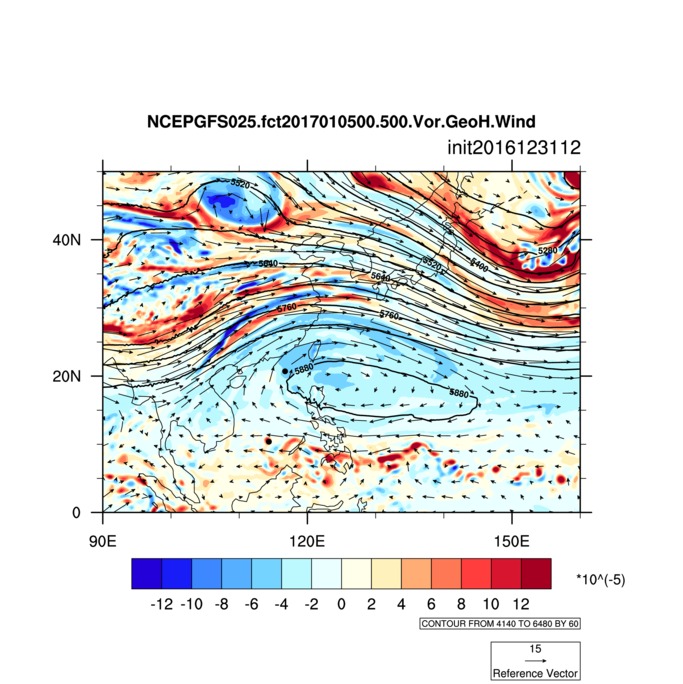 NCEPGFS025.fct2017010500.500.Vor.GeoH.Wind
init2016123112
5520
40N
5280
5400
5520
5640
5640
5760
5760
20N
5880
5880
0
90E 120E 150E
-12 -10 -8 -6 -4 -2 0 2 4 6 8 10 12
*10^(-5)
CONTOUR FROM 4140 TO 6480 BY 60
15
Reference Vector